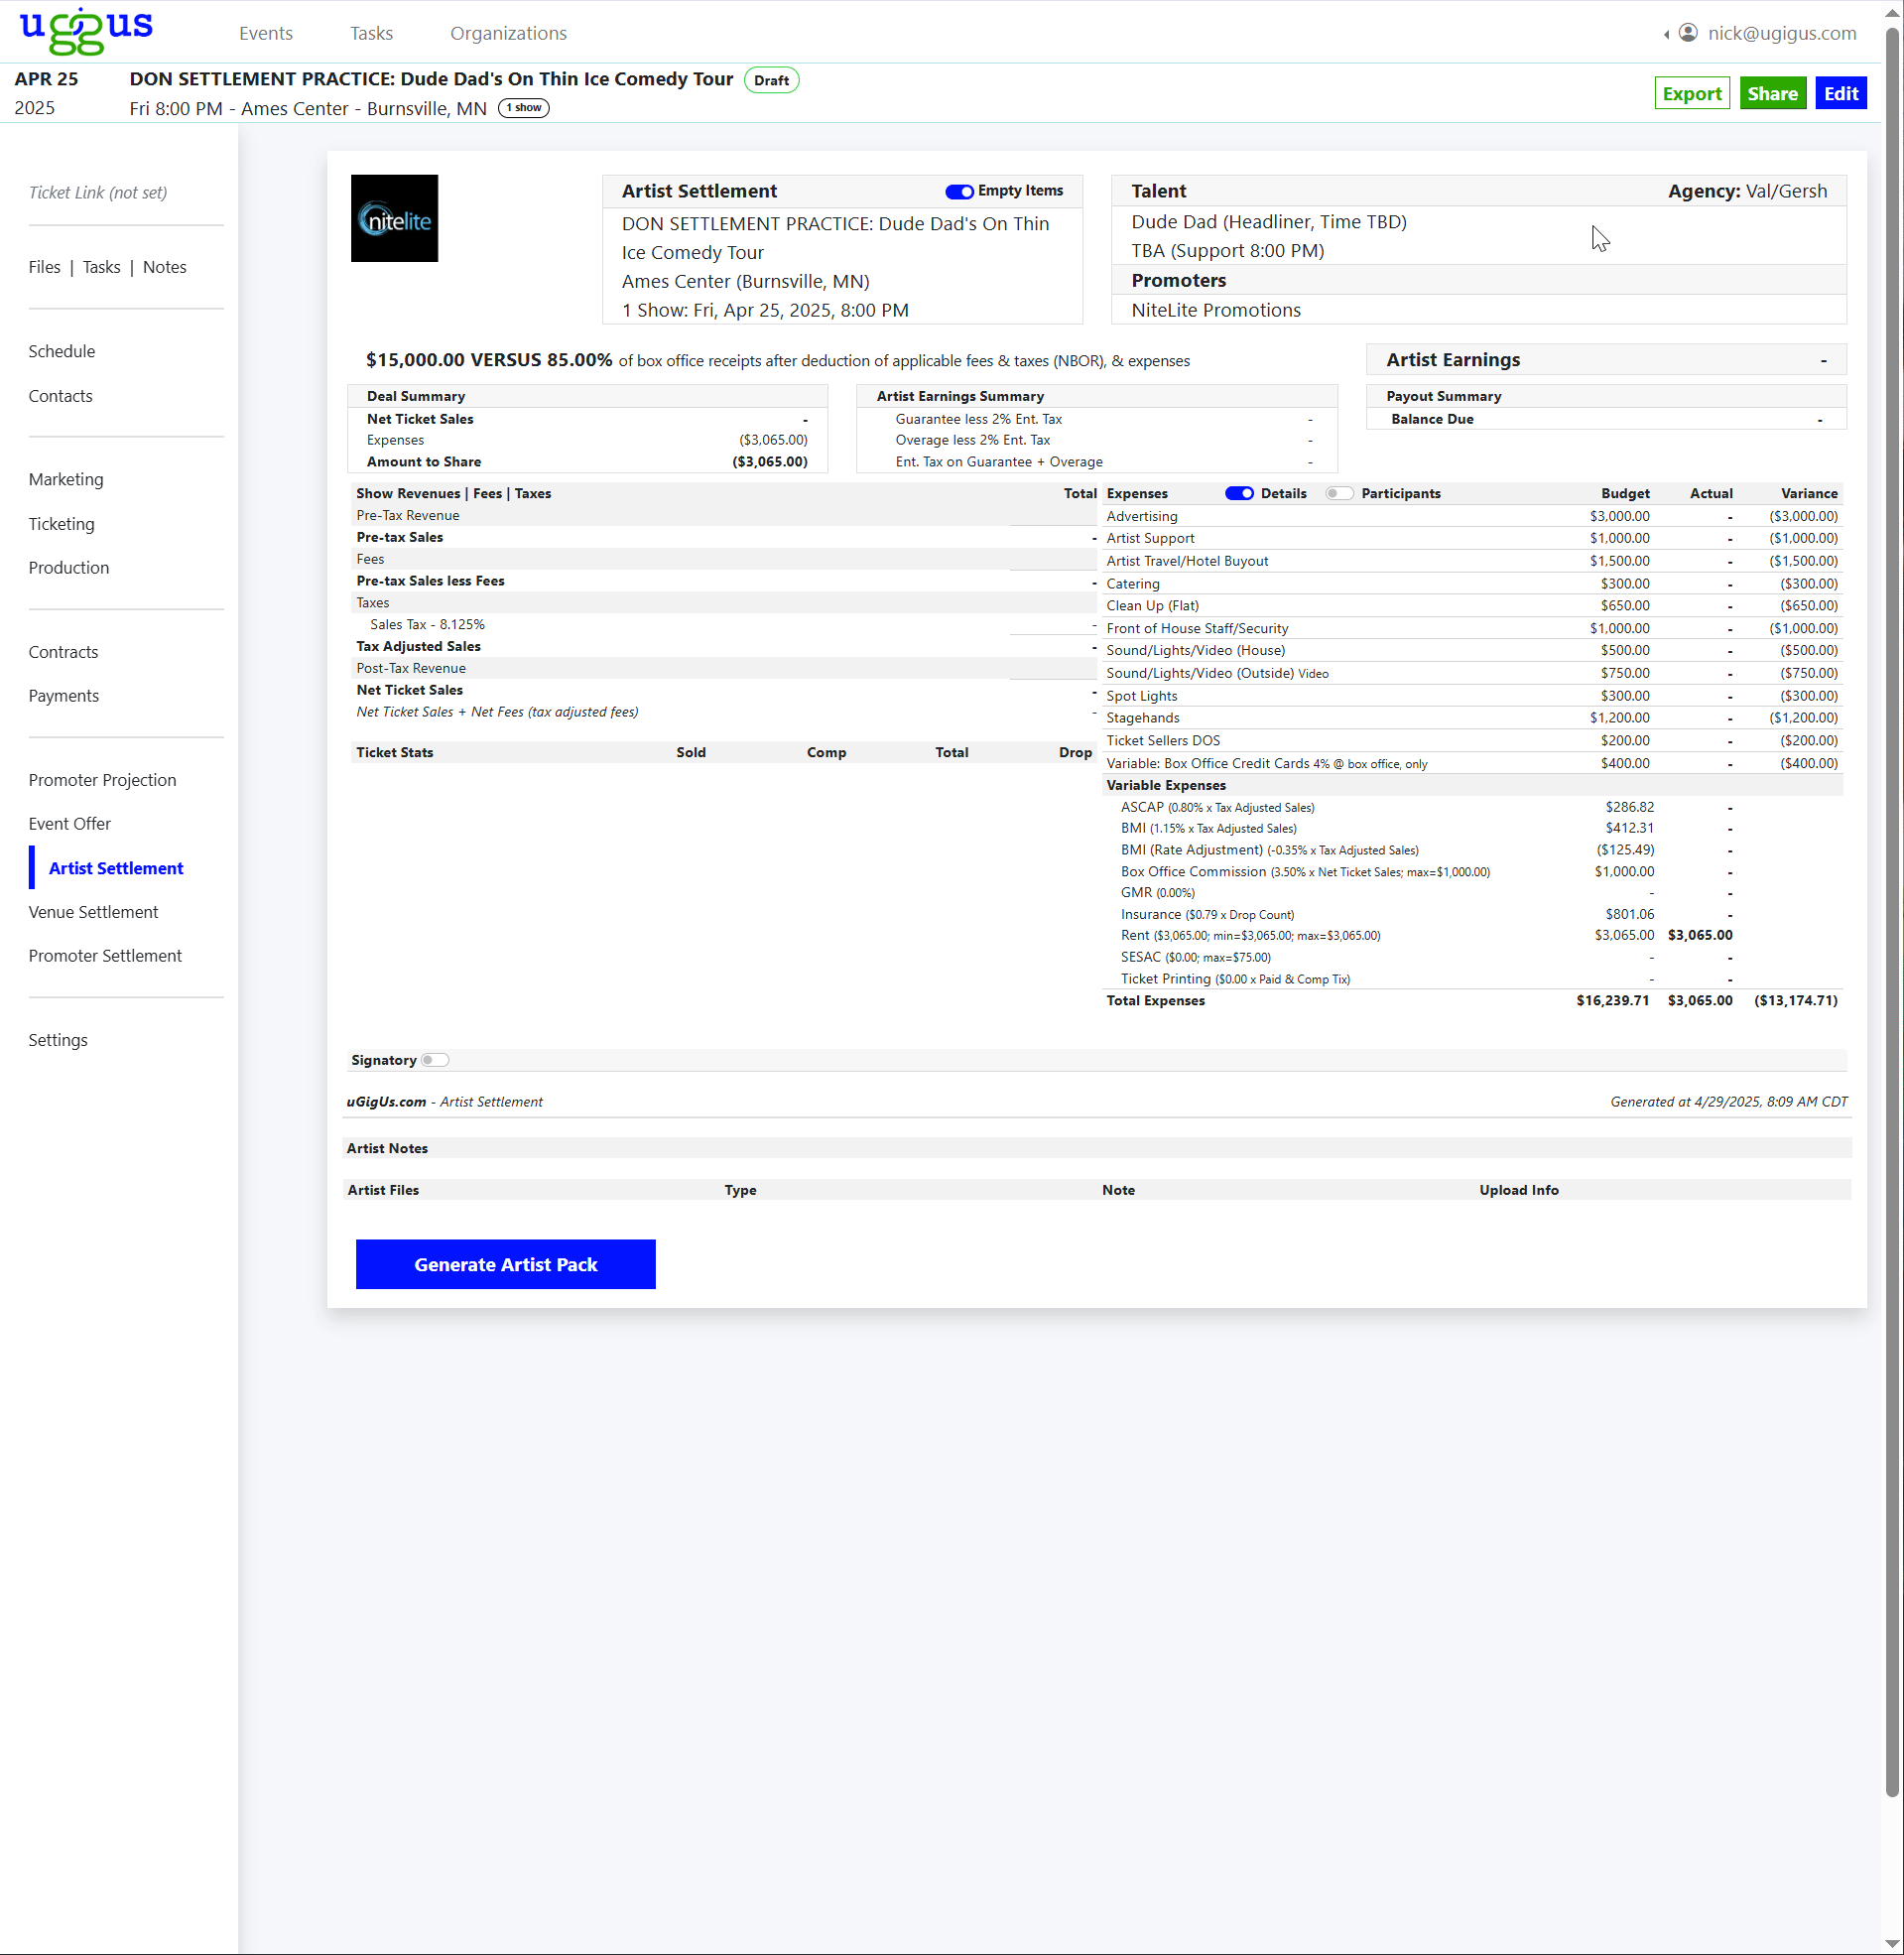 uggus
Events Tasks Organizations nick@ugigus.com
APR 25 DON SETTLEMENT PRACTICE: Dude Dad's On Thin Ice Comedy Tour Draft
2025 Fri 8:00 PM - Ames Center - Burnsville, MN 1 show
Export Share Edit
Ticket Link (not set)
Files | Tasks | Notes
Schedule
Contacts
Marketing
Ticketing
Production
Contracts
Payments
Promoter Projection
Event Offer
Artist Settlement
Venue Settlement
Promoter Settlement
Settings
nitelite
Artist Settlement Empty Items
DON SETTLEMENT PRACTICE: Dude Dad's On Thin
Ice Comedy Tour
Ames Center (Burnsville, MN)
1 Show: Fri, Apr 25, 2025, 8:00 PM
Talent Agency: Val/Gersh
Dude Dad (Headliner, Time TBD)
TBA (Support 8:00 PM)
Promoters
NiteLite Promotions
$15,000.00 VERSUS 85.00% of box office receipts after deduction of applicable fees & taxes (NBOR), & expenses
Artist Earnings -
Deal Summary
Net Ticket Sales -
Expenses ($3,065.00)
Amount to Share ($3,065.00)
Artist Earnings Summary
Guarantee less 2% Ent. Tax -
Overage less 2% Ent. Tax -
Ent. Tax on Guarantee + Overage -
Payout Summary
Balance Due -
Show Revenues | Fees | Taxes Total
Pre-Tax Revenue
Pre-tax Sales -
Fees
Pre-tax Sales less Fees -
Taxes
Sales Tax - 8.125% -
Tax Adjusted Sales -
Post-Tax Revenue
Net Ticket Sales -
Net Ticket Sales + Net Fees (tax adjusted fees) -
Ticket Stats Sold Comp Total Drop
Expenses Details Participants Budget Actual Variance
Advertising $3,000.00 - ($3,000.00)
Artist Support $1,000.00 - ($1,000.00)
Artist Travel/Hotel Buyout $1,500.00 - ($1,500.00)
Catering $300.00 - ($300.00)
Clean Up (Flat) $650.00 - ($650.00)
Front of House Staff/Security $1,000.00 - ($1,000.00)
Sound/Lights/Video (House) $500.00 - ($500.00)
Sound/Lights/Video (Outside) Video $750.00 - ($750.00)
Spot Lights $300.00 - ($300.00)
Stagehands $1,200.00 - ($1,200.00)
Ticket Sellers DOS $200.00 - ($200.00)
Variable: Box Office Credit Cards 4% @ box office, only $400.00 - ($400.00)
Variable Expenses
ASCAP (0.80% x Tax Adjusted Sales) $286.82 -
BMI (1.15% x Tax Adjusted Sales) $412.31 -
BMI (Rate Adjustment) (-0.35% x Tax Adjusted Sales) ($125.49) -
Box Office Commission (3.50% x Net Ticket Sales; max=$1,000.00) $1,000.00 -
GMR (0.00%) - -
Insurance ($0.79 x Drop Count) $801.06 -
Rent ($3,065.00; min=$3,065.00; max=$3,065.00) $3,065.00 $3,065.00
SESAC ($0.00; max=$75.00) - -
Ticket Printing ($0.00 x Paid & Comp Tix) - -
Total Expenses $16,239.71 $3,065.00 ($13,174.71)
Signatory
uGigUs.com - Artist Settlement Generated at 4/29/2025, 8:09 AM CDT
Artist Notes
Artist Files Type Note Upload Info
Generate Artist Pack